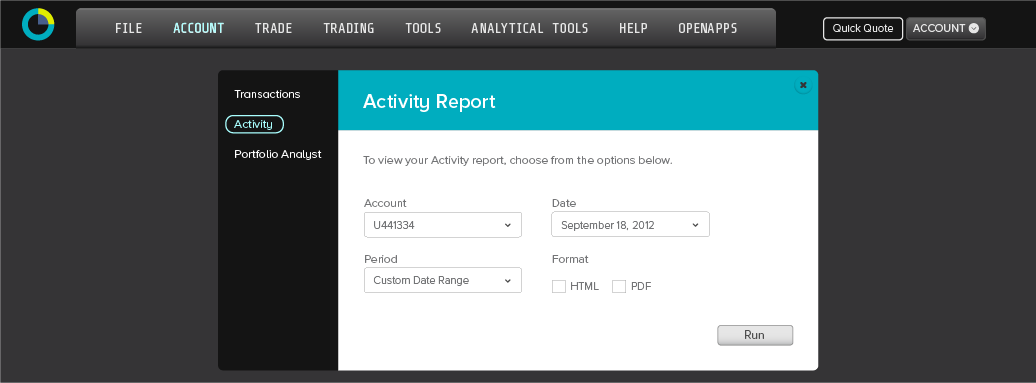 FILE ACCOUNT TRADE TRADING TOOLS ANALYTICAL TOOLS HELP OPENAPPS Quick Quote ACCOUNT
Transactions
Activity
Portfolio Analyst
Activity Report
To view your Activity report, choose from the options below.
Account Date
U441334 September 18, 2012
Period Format
Custom Date Range HTML PDF
Run